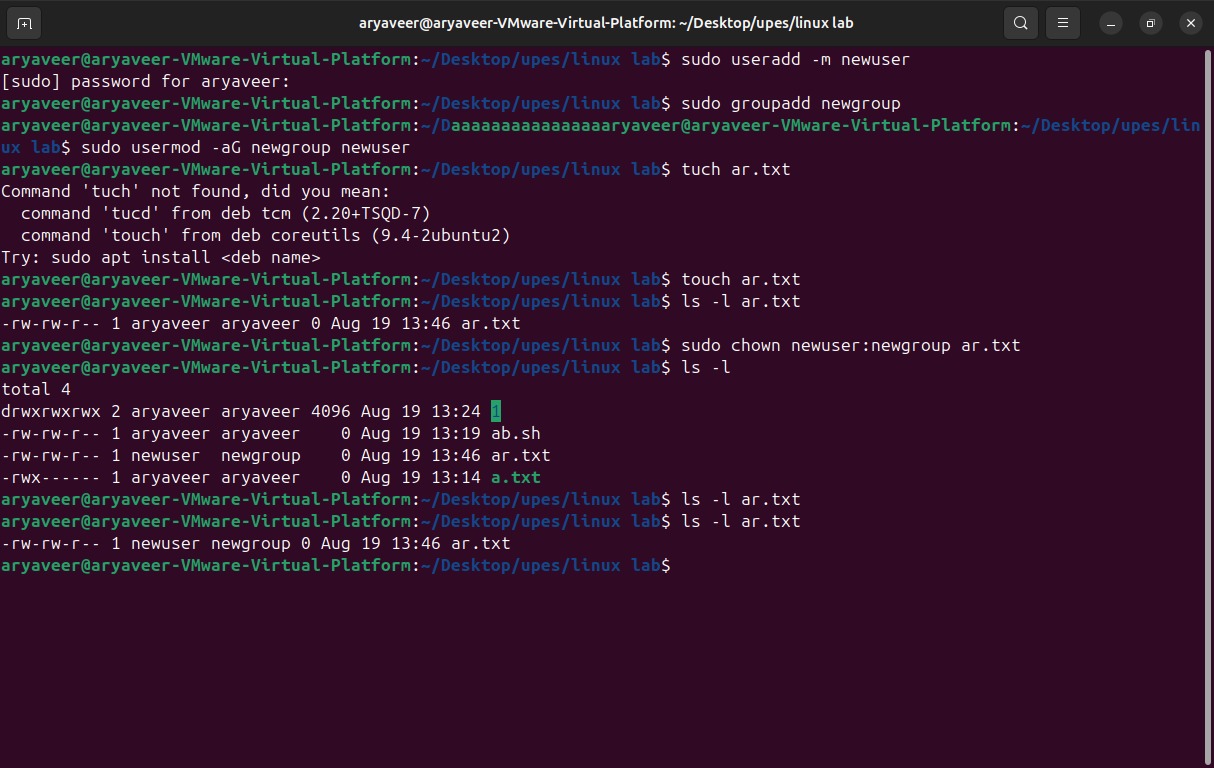 aryaveer@aryaveer-VMware-Virtual-Platform: ~/Desktop/upes/linux lab
aryaveer@aryaveer-VMware-Virtual-Platform:~/Desktop/upes/linux lab$ sudo useradd -m newuser
[sudo] password for aryaveer:
aryaveer@aryaveer-VMware-Virtual-Platform:~/Desktop/upes/linux lab$ sudo groupadd newgroup
aryaveer@aryaveer-VMware-Virtual-Platform:~/Daaaaaaaaaaaaaaaaryaveer@aryaveer-VMware-Virtual-Platform:~/Desktop/upes/lin
ux lab$ sudo usermod -aG newgroup newuser
aryaveer@aryaveer-VMware-Virtual-Platform:~/Desktop/upes/linux lab$ tuch ar.txt
Command 'tuch' not found, did you mean:
  command 'tucd' from deb tcm (2.20+TSQD-7)
  command 'touch' from deb coreutils (9.4-2ubuntu2)
Try: sudo apt install <deb name>
aryaveer@aryaveer-VMware-Virtual-Platform:~/Desktop/upes/linux lab$ touch ar.txt
aryaveer@aryaveer-VMware-Virtual-Platform:~/Desktop/upes/linux lab$ ls -l ar.txt
-rw-rw-r-- 1 aryaveer aryaveer 0 Aug 19 13:46 ar.txt
aryaveer@aryaveer-VMware-Virtual-Platform:~/Desktop/upes/linux lab$ sudo chown newuser:newgroup ar.txt
aryaveer@aryaveer-VMware-Virtual-Platform:~/Desktop/upes/linux lab$ ls -l
total 4
drwxrwxrwx 2 aryaveer aryaveer 4096 Aug 19 13:24 1
-rw-rw-r-- 1 aryaveer aryaveer    0 Aug 19 13:19 ab.sh
-rw-rw-r-- 1 newuser  newgroup    0 Aug 19 13:46 ar.txt
-rwx------ 1 aryaveer aryaveer    0 Aug 19 13:14 a.txt
aryaveer@aryaveer-VMware-Virtual-Platform:~/Desktop/upes/linux lab$ ls -l ar.txt
aryaveer@aryaveer-VMware-Virtual-Platform:~/Desktop/upes/linux lab$ ls -l ar.txt
-rw-rw-r-- 1 newuser newgroup 0 Aug 19 13:46 ar.txt
aryaveer@aryaveer-VMware-Virtual-Platform:~/Desktop/upes/linux lab$